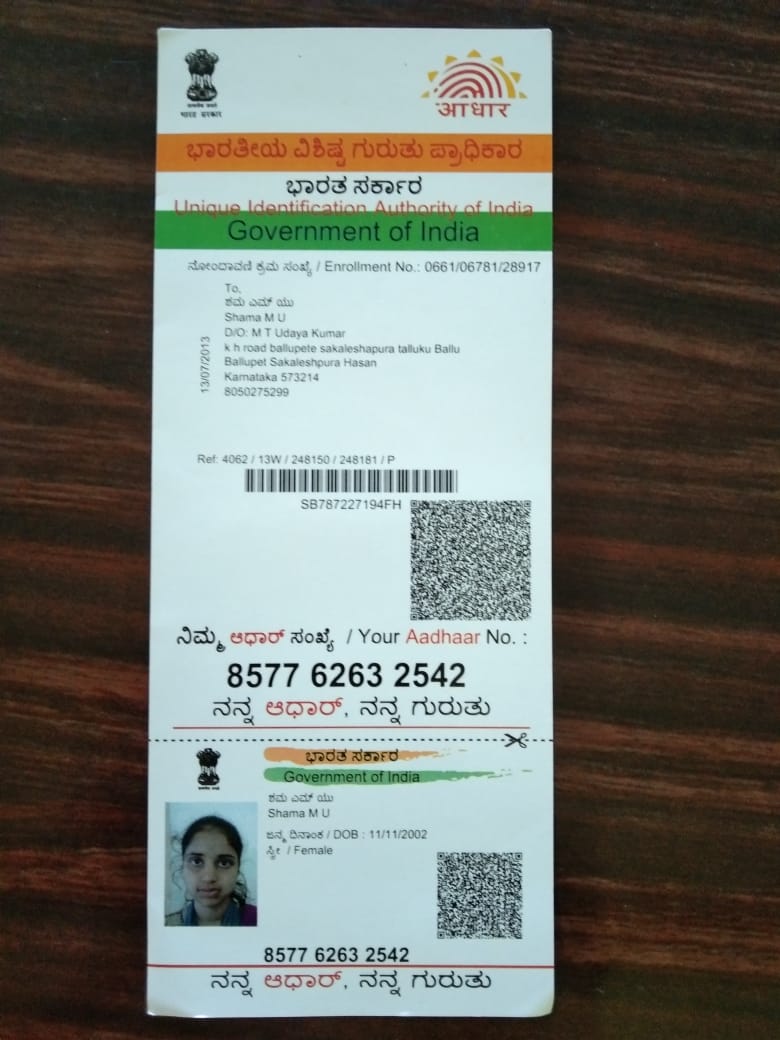 सत्यमेव जयते
भारत सरकार
आधार
ಭಾರತೀಯ ವಿಶಿಷ್ಟ ಗುರುತು ಪ್ರಾಧಿಕಾರ
ಭಾರತ ಸರ್ಕಾರ
Unique Identification Authority of India
Government of India
ನೋಂದಾವಣಿ ಕ್ರಮ ಸಂಖ್ಯೆ / Enrollment No.: 0661/06781/28917
To,
ಶಮ ಎಮ್ ಯು
Shama M U
D/O: M T Udaya Kumar
k h road ballupete sakaleshapura talluku Ballu
Ballupet Sakaleshpura Hasan
Karnataka 573214
8050275299
13/07/2013
Ref: 4062 / 13W / 248150 / 248181 / P
SB787227194FH
ನಿಮ್ಮ ಆಧಾರ್ ಸಂಖ್ಯೆ / Your Aadhaar No. :
8577 6263 2542
ನನ್ನ ಆಧಾರ್, ನನ್ನ ಗುರುತು
ಭಾರತ ಸರ್ಕಾರ
Government of India
ಶಮ ಎಮ್ ಯು
Shama M U
ಜನ್ಮ ದಿನಾಂಕ / DOB : 11/11/2002
ಸ್ತ್ರೀ / Female
8577 6263 2542
ನನ್ನ ಆಧಾರ್, ನನ್ನ ಗುರುತು